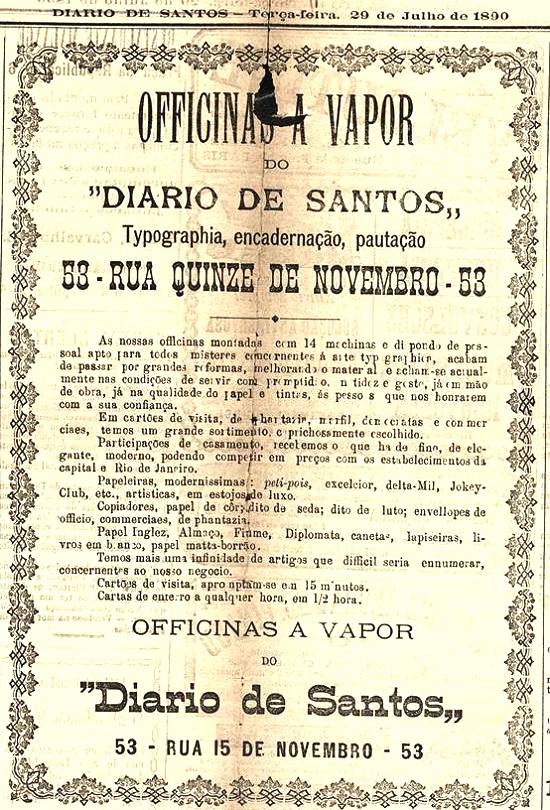 DIARIO DE SANTOS — Terça-feira, 29 de Julho de 1890
OFFICINAS A VAPOR
DO
"DIARIO DE SANTOS„
Typographia, encadernação, pautação
53 - RUA QUINZE DE NOVEMBRO - 53
As nossas officinas montadas com 14 machinas e di pondo de pes-
soal apto para todos misteres concernentes á arte typ graphica, acabam
de passar por grandes reformas, melhorando o material e acham-se actual-
mente nas condições de servir com promptidão, nitidez e gosto, já em mão
de obra, já na qualidade do papel e tintas, ás pessoas que nos honrarem
com a sua confiança.
Em cartões de visita, de phantazia, perfil, e commer
ciaes, temos um grande sortimento, c prichosamente escolhido.
Participações de casamento, recebemos o que ha de fino, de ele-
gante, moderno, podendo competir em preços com os estabelecimentos da
capital e Rio de Janeiro.
Papeleiras, modernissimas: peti-pois, excelcior, delta-Mil, Jokey-
Club, etc., artisticas, em estojos de luxo.
Copiadores, papel de côr, dito de seda; dito de luto; envellopes de
officio, commerciaes, de phantazia.
Papel Inglez, Almaço, Fiume, Diplomata, canetas, lapiseiras, li-
vros em branco, papel matta-borrão.
Temos mais uma infinidade de artigos que difficil seria ennumerar,
concernentes ao nosso negocio.
Cartões de visita, apromptam-se em 15 minutos.
Cartas de enterro a qualquer hora, em 1/2 hora.
OFFICINAS A VAPOR
DO
"Diario de Santos„
53 - RUA 15 DE NOVEMBRO - 53